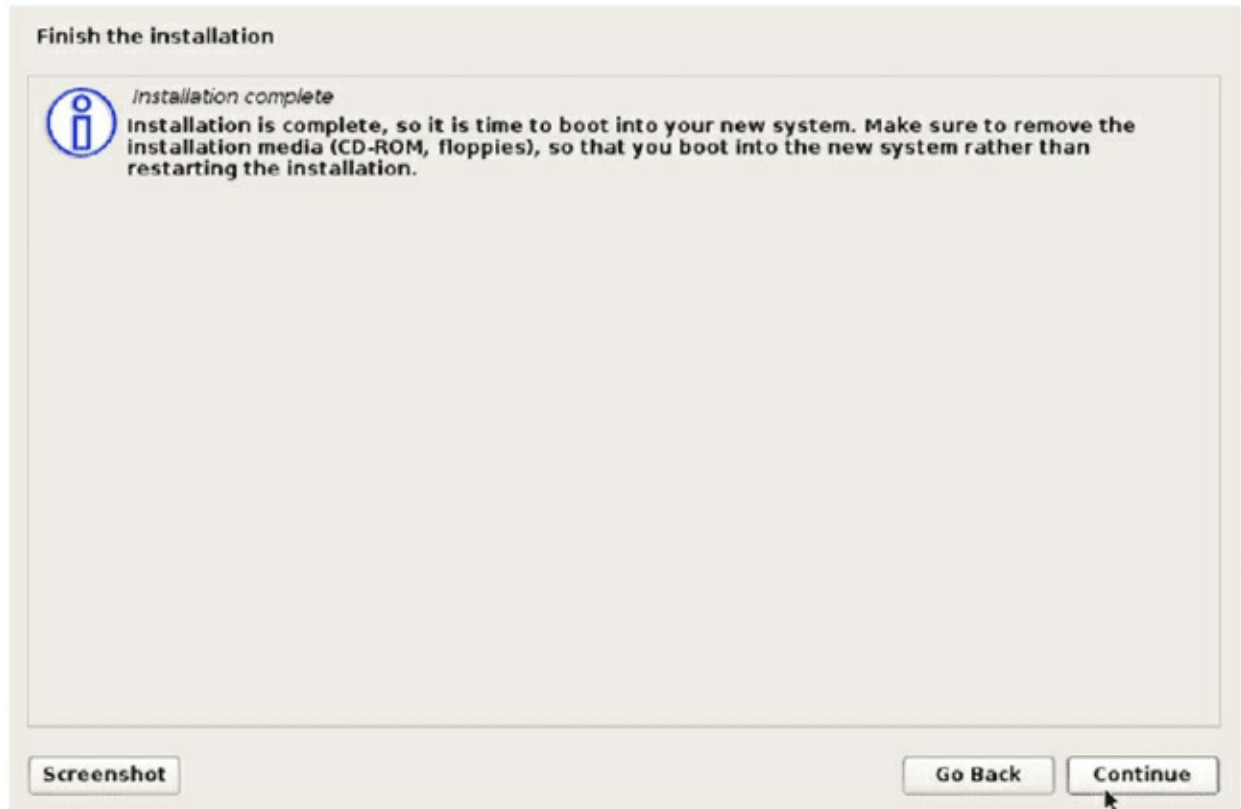 Finish the installation
Installation complete
Installation is complete, so it is time to boot into your new system. Make sure to remove the
installation media (CD-ROM, floppies), so that you boot into the new system rather than
restarting the installation.
Screenshot
Go Back
Continue